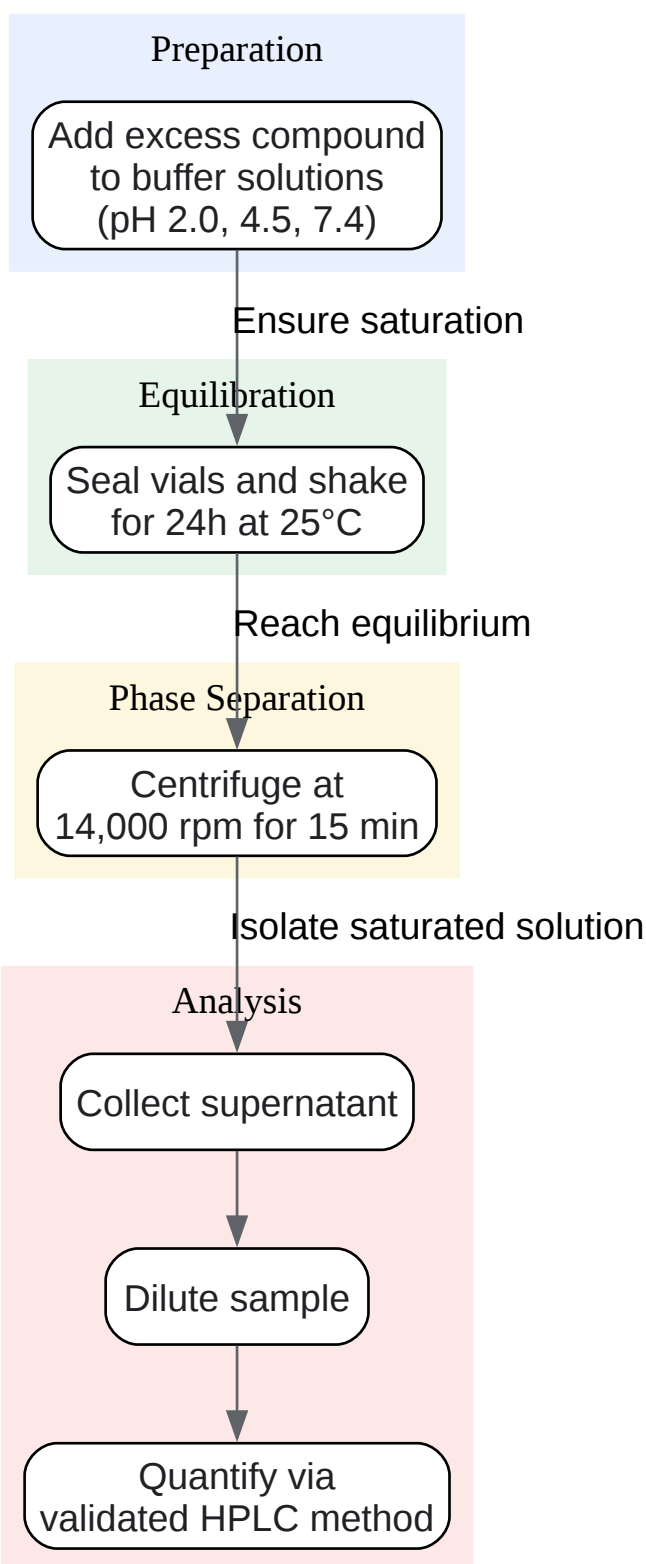 Preparation
Add excess compound
to buffer solutions
(pH 2.0, 4.5, 7.4)
Ensure saturation
Equilibration
Seal vials and shake
for 24h at 25°C
Reach equilibrium
Phase Separation
Centrifuge at
14,000 rpm for 15 min
Isolate saturated solution
Analysis
Collect supernatant
Dilute sample
Quantify via
validated HPLC method